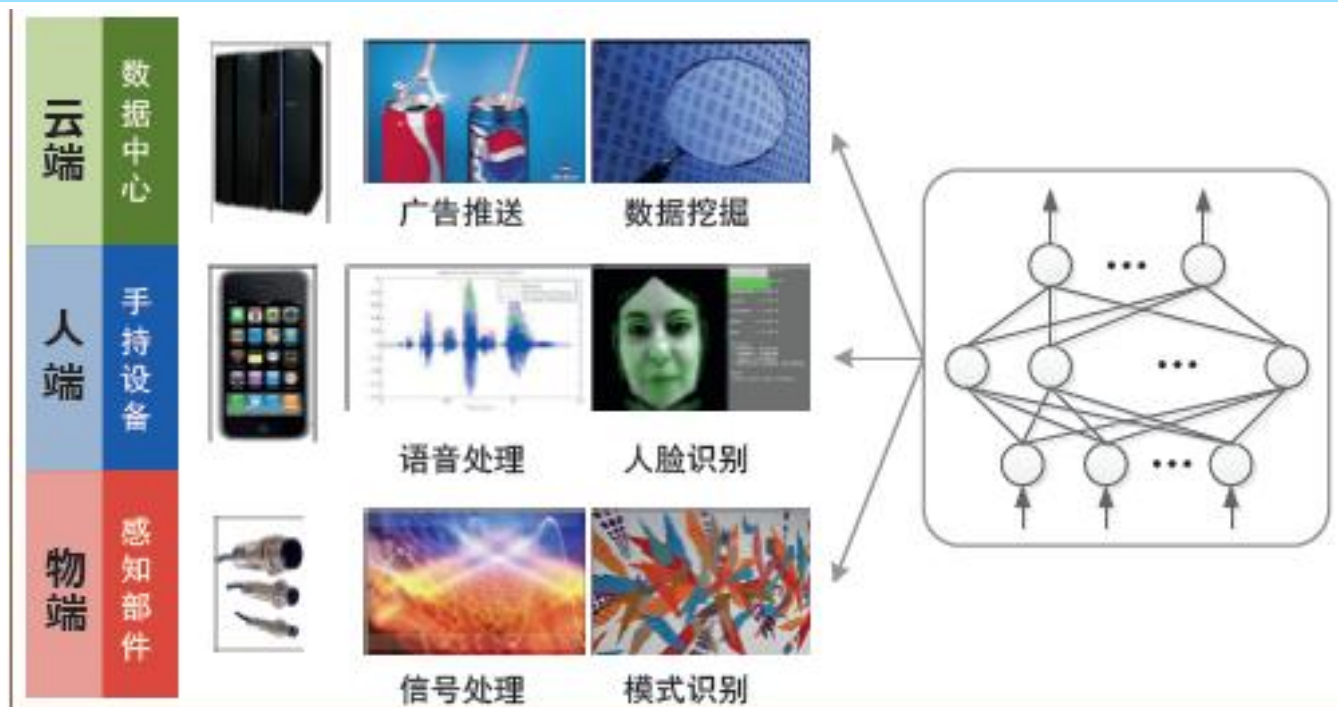 云端
数据中心
广告推送
数据挖掘
人端
手持设备
语音处理
人脸识别
物端
感知部件
信号处理
模式识别